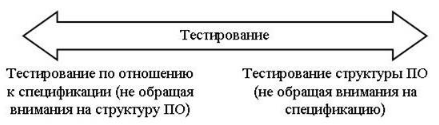 Тестирование
Тестирование по отношению
к спецификации (не обращая
внимания на структуру ПО)
Тестирование структуры ПО
(не обращая внимания на
спецификацию)